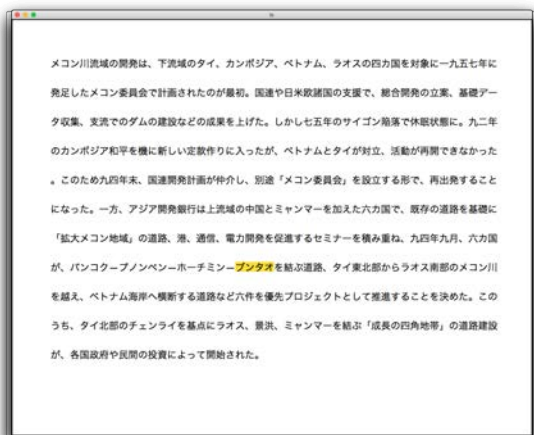 メコン川流域の開発は、下流域のタイ、カンボジア、ベトナム、ラオスの四カ国を対象に一九五七年に
発足したメコン委員会で計画されたのが最初。国連や日米欧諸国の支援で、総合開発の立案、基礎デー
タ収集、支流でのダムの建設などの成果を上げた。しかし七五年のサイゴン陥落で休眠状態に。九二年
のカンボジア和平を機に新しい定款作りに入ったが、ベトナムとタイが対立、活動が再開できなかった
。このため九四年末、国連開発計画が仲介し、別途「メコン委員会」を設立する形で、再出発すること
になった。一方、アジア開発銀行は上流域の中国とミャンマーを加えた六カ国で、既存の道路を基礎に
「拡大メコン地域」の道路、港、通信、電力開発を促進するセミナーを積み重ね、九四年九月、六カ国
が、バンコクープノンペンーホーチミンーブンタオを結ぶ道路、タイ東北部からラオス南部のメコン川
を越え、ベトナム海岸へ横断する道路など六件を優先プロジェクトとして推進することを決めた。この
うち、タイ北部のチェンライを基点にラオス、景洪、ミャンマーを結ぶ「成長の四角地帯」の道路建設
が、各国政府や民間の投資によって開始された。